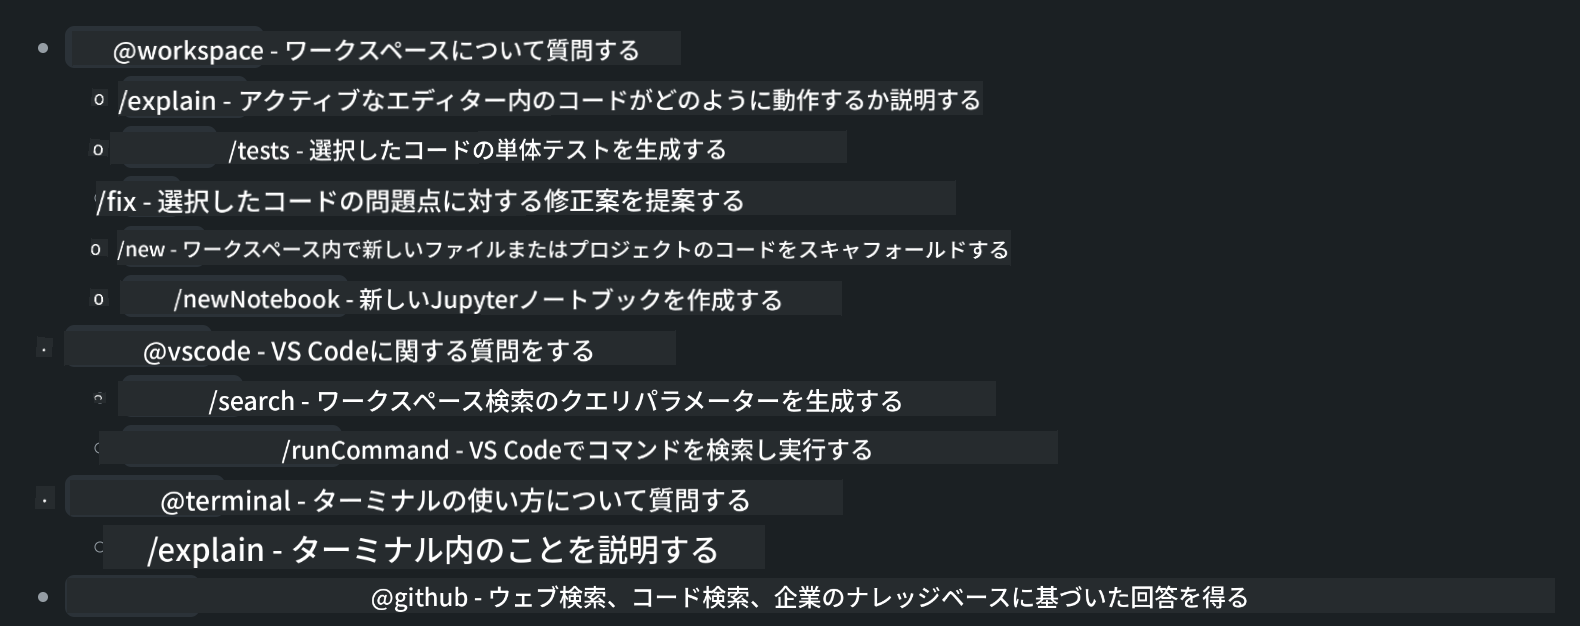 @workspace - ワークスペースについて質問する
/explain - アクティブなエディター内のコードがどのように動作するか説明する
/tests - 選択したコードの単体テストを生成する
/fix - 選択したコードの問題点に対する修正案を提案する
/new - ワークスペース内で新しいファイルまたはプロジェクトのコードをスキャフォールドする
/newNotebook - 新しいJupyterノートブックを作成する
@vscode - VS Codeに関する質問をする
/search - ワークスペース検索のクエリパラメーターを生成する
/runCommand - VS Codeでコマンドを検索し実行する
@terminal - ターミナルの使い方について質問する
/explain - ターミナル内のことを説明する
@github - ウェブ検索、コード検索、企業のナレッジベースに基づいた回答を得る